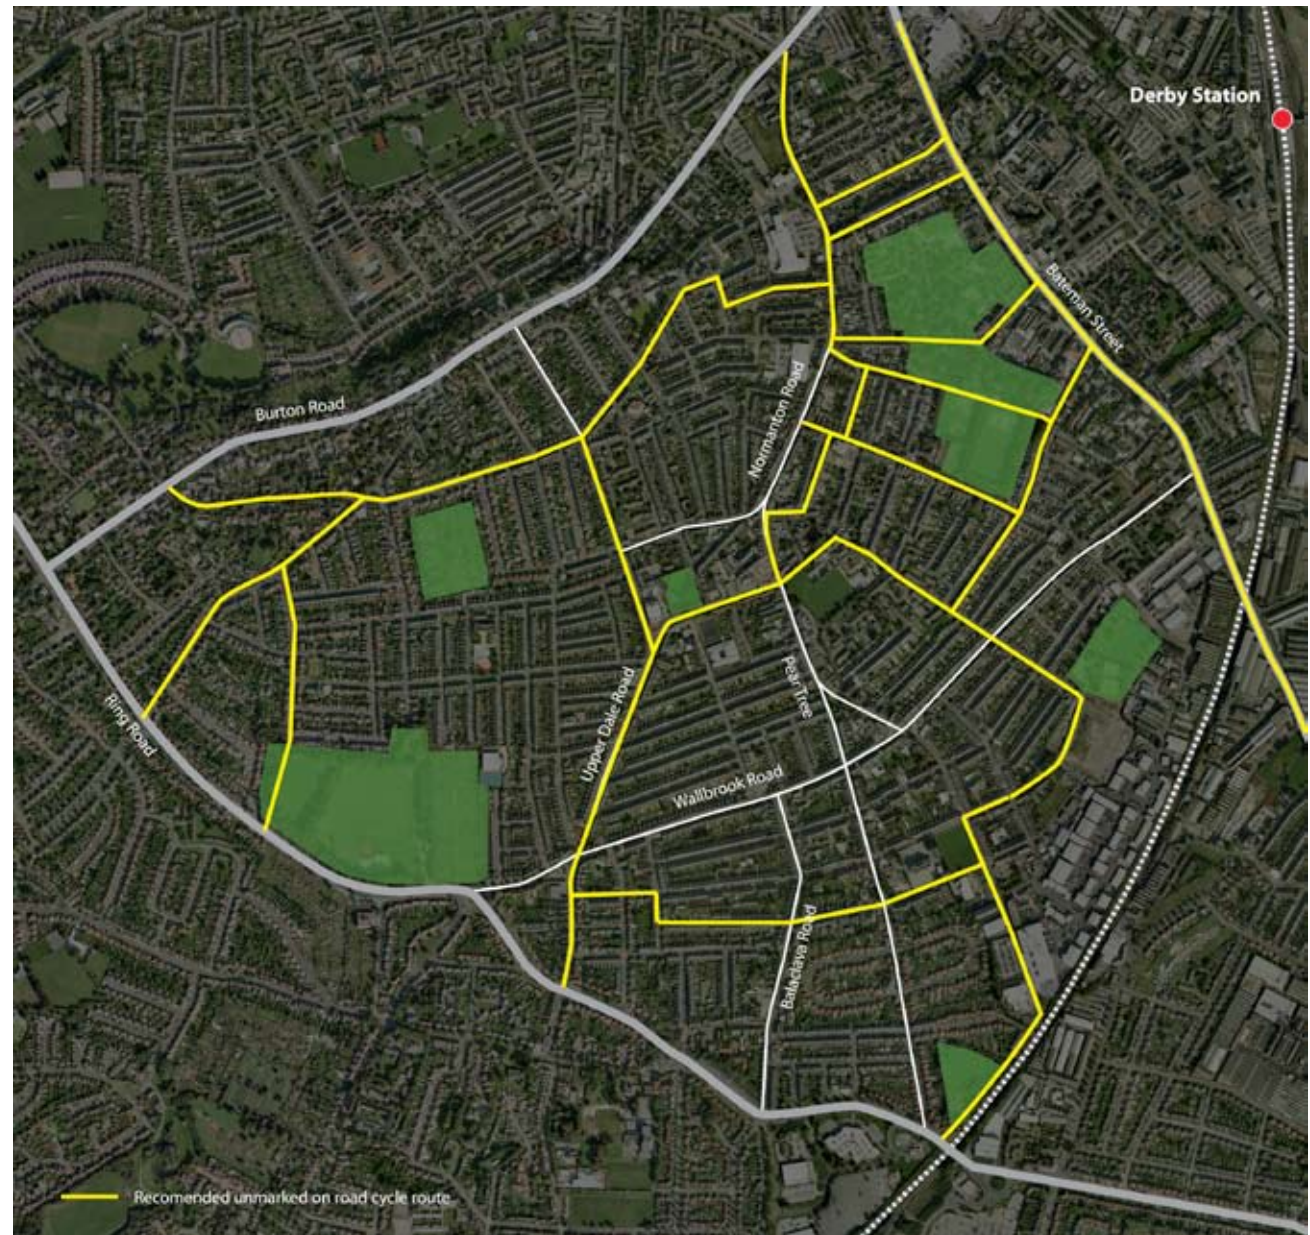 Derby Station
Bateman Street
Burton Road
Normanton Road
Ring Road
Upper Dale Road
Pear Tree
Wallbrook Road
Balaclava Road
Recomended unmarked on road cycle route